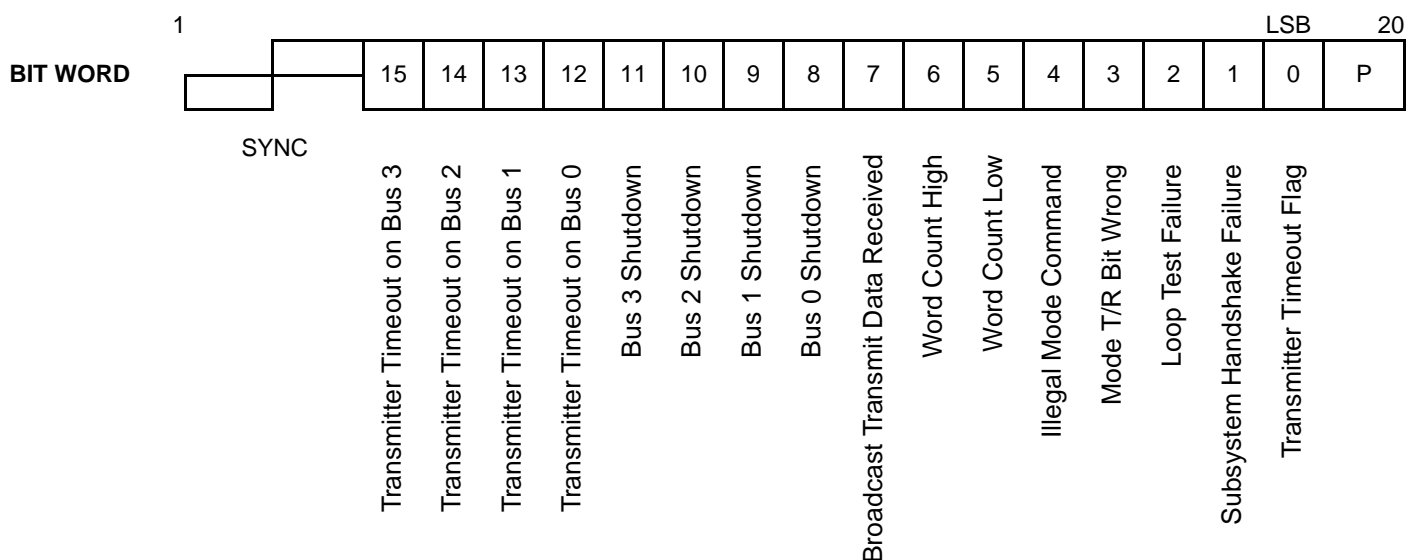 1 LSB 20
BIT WORD 15 14 13 12 11 10 9 8 7 6 5 4 3 2 1 0 P
SYNC
Transmitter Timeout on Bus 3
Transmitter Timeout on Bus 2
Transmitter Timeout on Bus 1
Transmitter Timeout on Bus 0
Bus 3 Shutdown
Bus 2 Shutdown
Bus 1 Shutdown
Bus 0 Shutdown
Broadcast Transmit Data Received
Word Count High
Word Count Low
Illegal Mode Command
Mode T/R Bit Wrong
Loop Test Failure
Subsystem Handshake Failure
Transmitter Timeout Flag